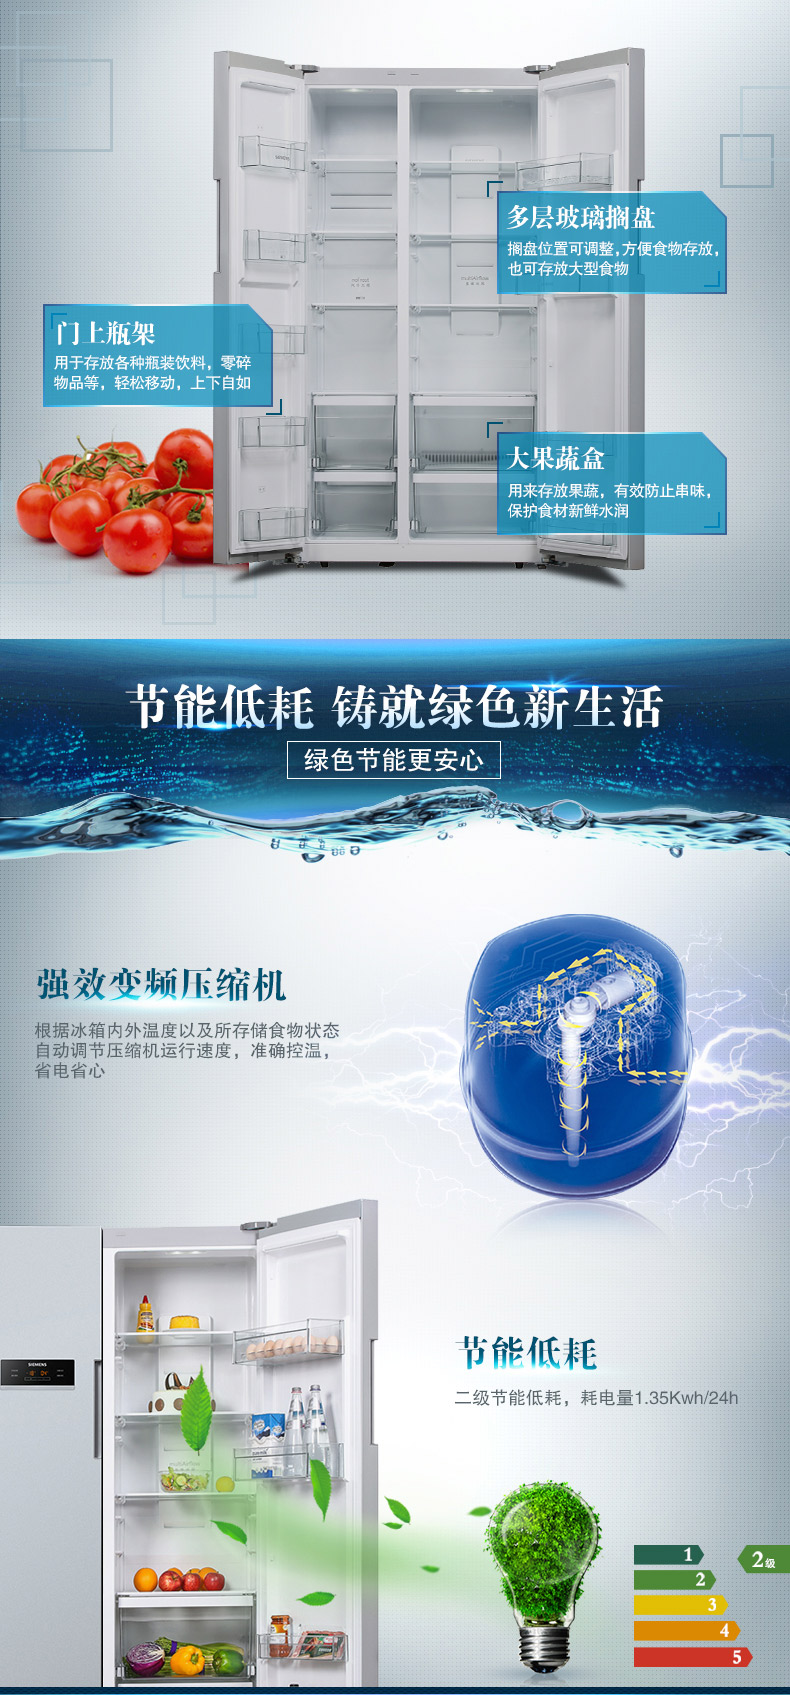 多层玻璃搁盘
搁盘位置可调整,方便食物存放,
也可存放大型食物
门上瓶架
用于存放各种瓶装饮料，零碎
物品等，轻松移动，上下自如
大果蔬盒
用来存放果蔬，有效防止串味，
保护食材新鲜水润
节能低耗 铸就绿色新生活
绿色节能更安心
强效变频压缩机
根据冰箱内外温度以及所存储食物状态
自动调节压缩机运行速度，准确控温，
省电省心
SIEMENS
节能低耗
二级节能低耗，耗电量1.35Kwh/24h
1
2级
2
3
4
5